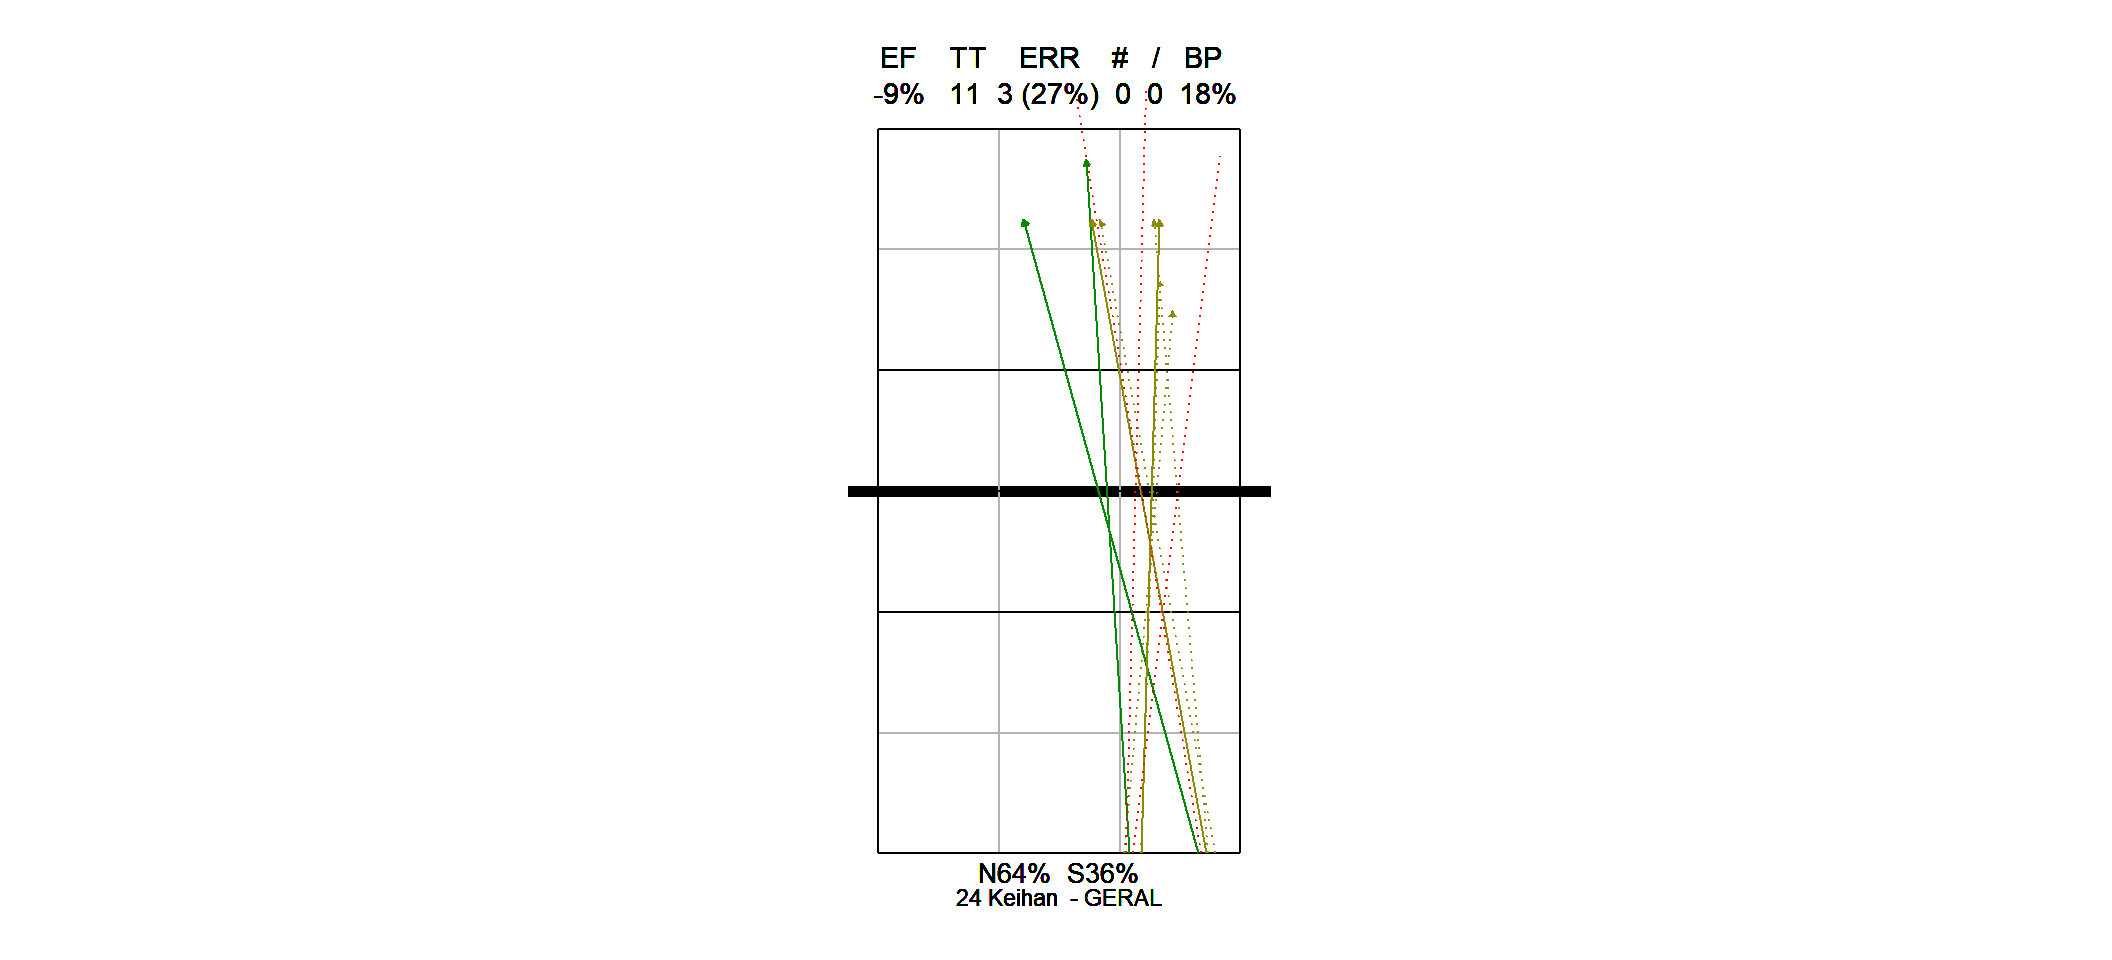 EF TT ERR # / BP
-9% 11 3 (27%) 0 0 18%
N64% S36%
24 Keihan - GERAL